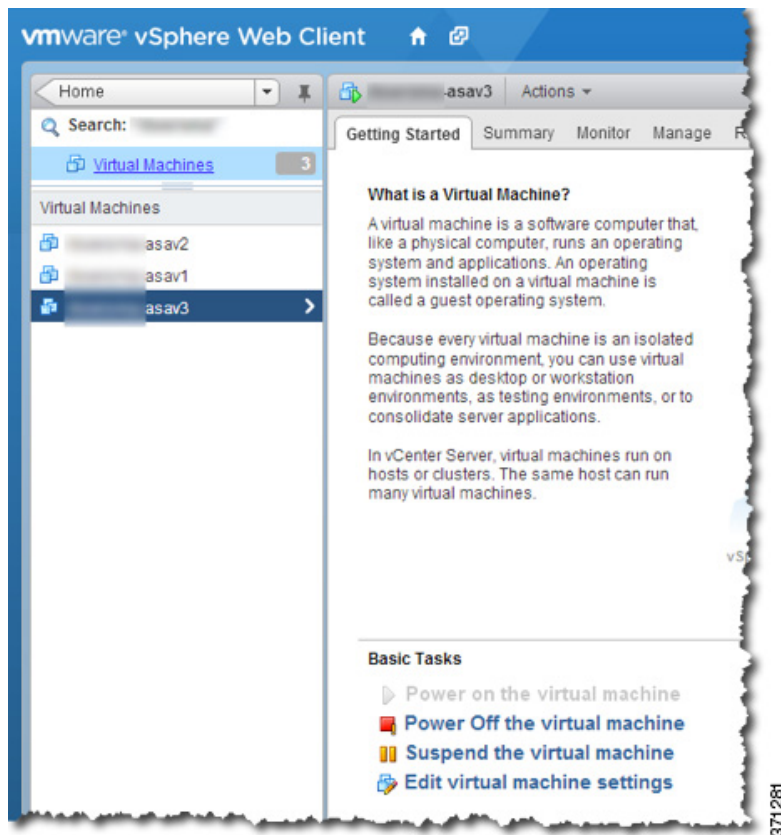 vmware® vSphere Web Client
Home
Search:
Virtual Machines 3
Virtual Machines
asav2
asav1
asav3
-asav3 Actions
Getting Started Summary Monitor Manage R
What is a Virtual Machine?
A virtual machine is a software computer that,
like a physical computer, runs an operating
system and applications. An operating
system installed on a virtual machine is
called a guest operating system.
Because every virtual machine is an isolated
computing environment, you can use virtual
machines as desktop or workstation
environments, as testing environments, or to
consolidate server applications.
In vCenter Server, virtual machines run on
hosts or clusters. The same host can run
many virtual machines.
Basic Tasks
Power on the virtual machine
Power Off the virtual machine
Suspend the virtual machine
Edit virtual machine settings
371281